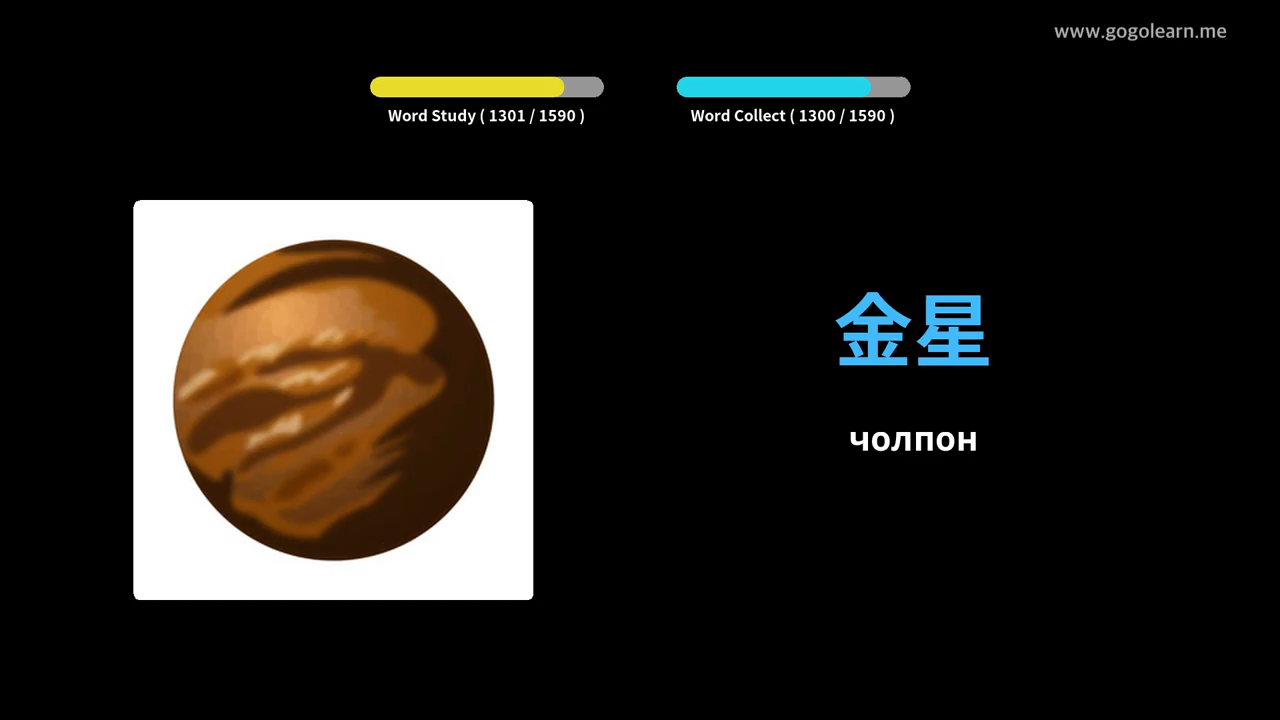 www.gogolearn.me
Word Study ( 1301 / 1590 )
Word Collect ( 1300 / 1590 )
金星
чолпон